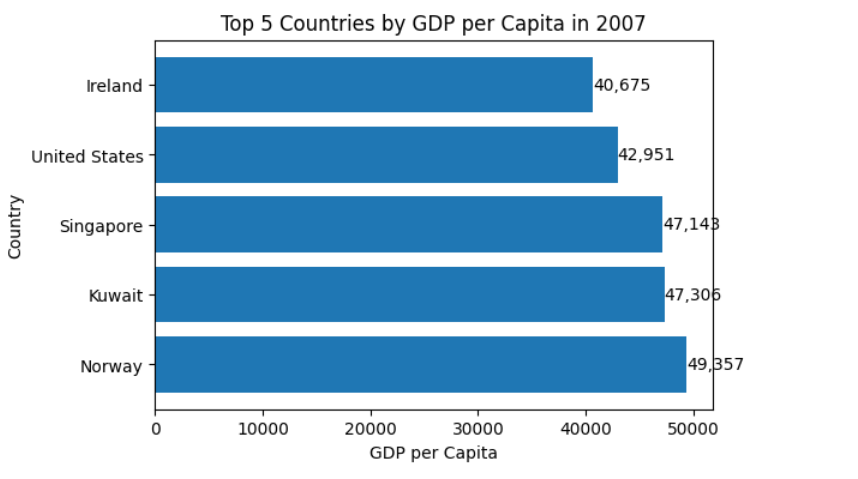 Top 5 Countries by GDP per Capita in 2007
Country
Ireland 40,675
United States 42,951
Singapore 47,143
Kuwait 47,306
Norway 49,357
0 10000 20000 30000 40000 50000
GDP per Capita